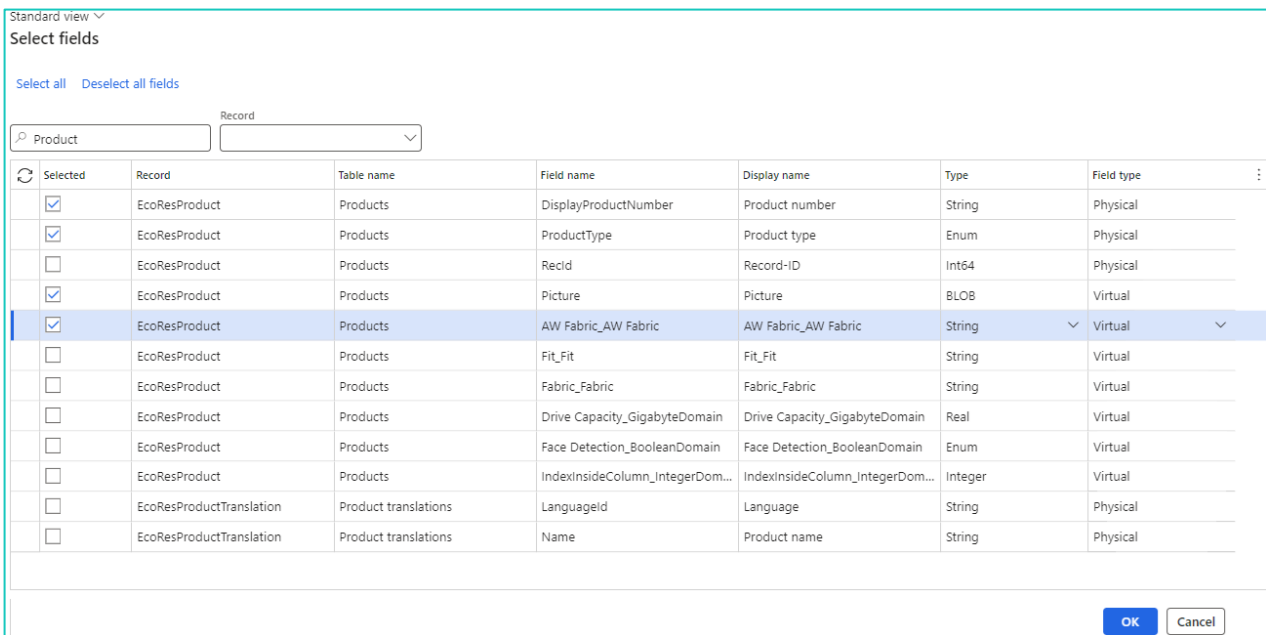 Standard view
Select fields
Select all Deselect all fields
Record
Product
Selected Record Table name Field name Display name Type Field type
EcoResProduct Products DisplayProductNumber Product number String Physical
EcoResProduct Products ProductType Product type Enum Physical
EcoResProduct Products RecId Record-ID Int64 Physical
EcoResProduct Products Picture Picture BLOB Virtual
EcoResProduct Products AW Fabric_AW Fabric AW Fabric_AW Fabric String Virtual
EcoResProduct Products Fit_Fit Fit_Fit String Virtual
EcoResProduct Products Fabric_Fabric Fabric_Fabric String Virtual
EcoResProduct Products Drive Capacity_GigabyteDomain Drive Capacity_GigabyteDomain Real Virtual
EcoResProduct Products Face Detection_BooleanDomain Face Detection_BooleanDomain Enum Virtual
EcoResProduct Products IndexInsideColumn_IntegerDom... IndexInsideColumn_IntegerDom... Integer Virtual
EcoResProductTranslation Product translations LanguageId Language String Physical
EcoResProductTranslation Product translations Name Product name String Physical
OK Cancel